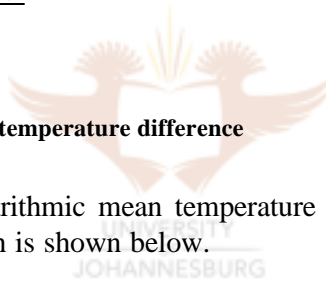 temperature difference
rithmic mean temperature
UNIVERSITY
n is shown below.
JOHANNESBURG